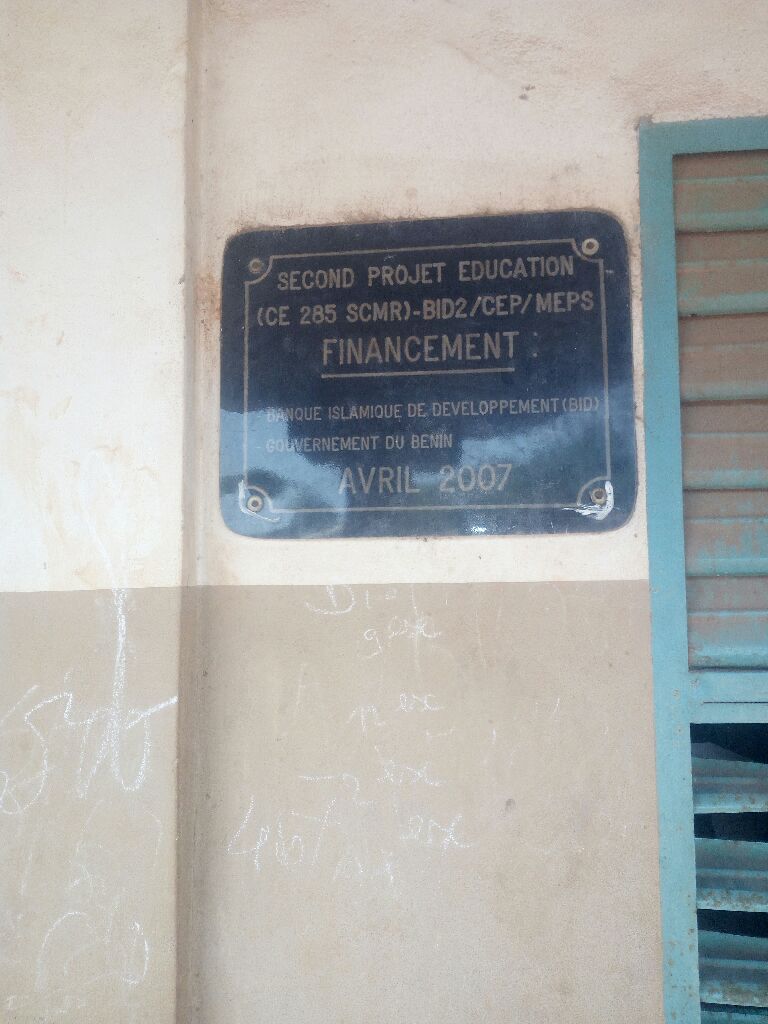 SECOND PROJET EDUCATION
(CE 285 SCMR)-BID2/CEP/MEPS
FINANCEMENT :
- BANQUE ISLAMIQUE DE DEVELOPPEMENT (BID)
- GOUVERNEMENT DU BENIN
AVRIL 2007